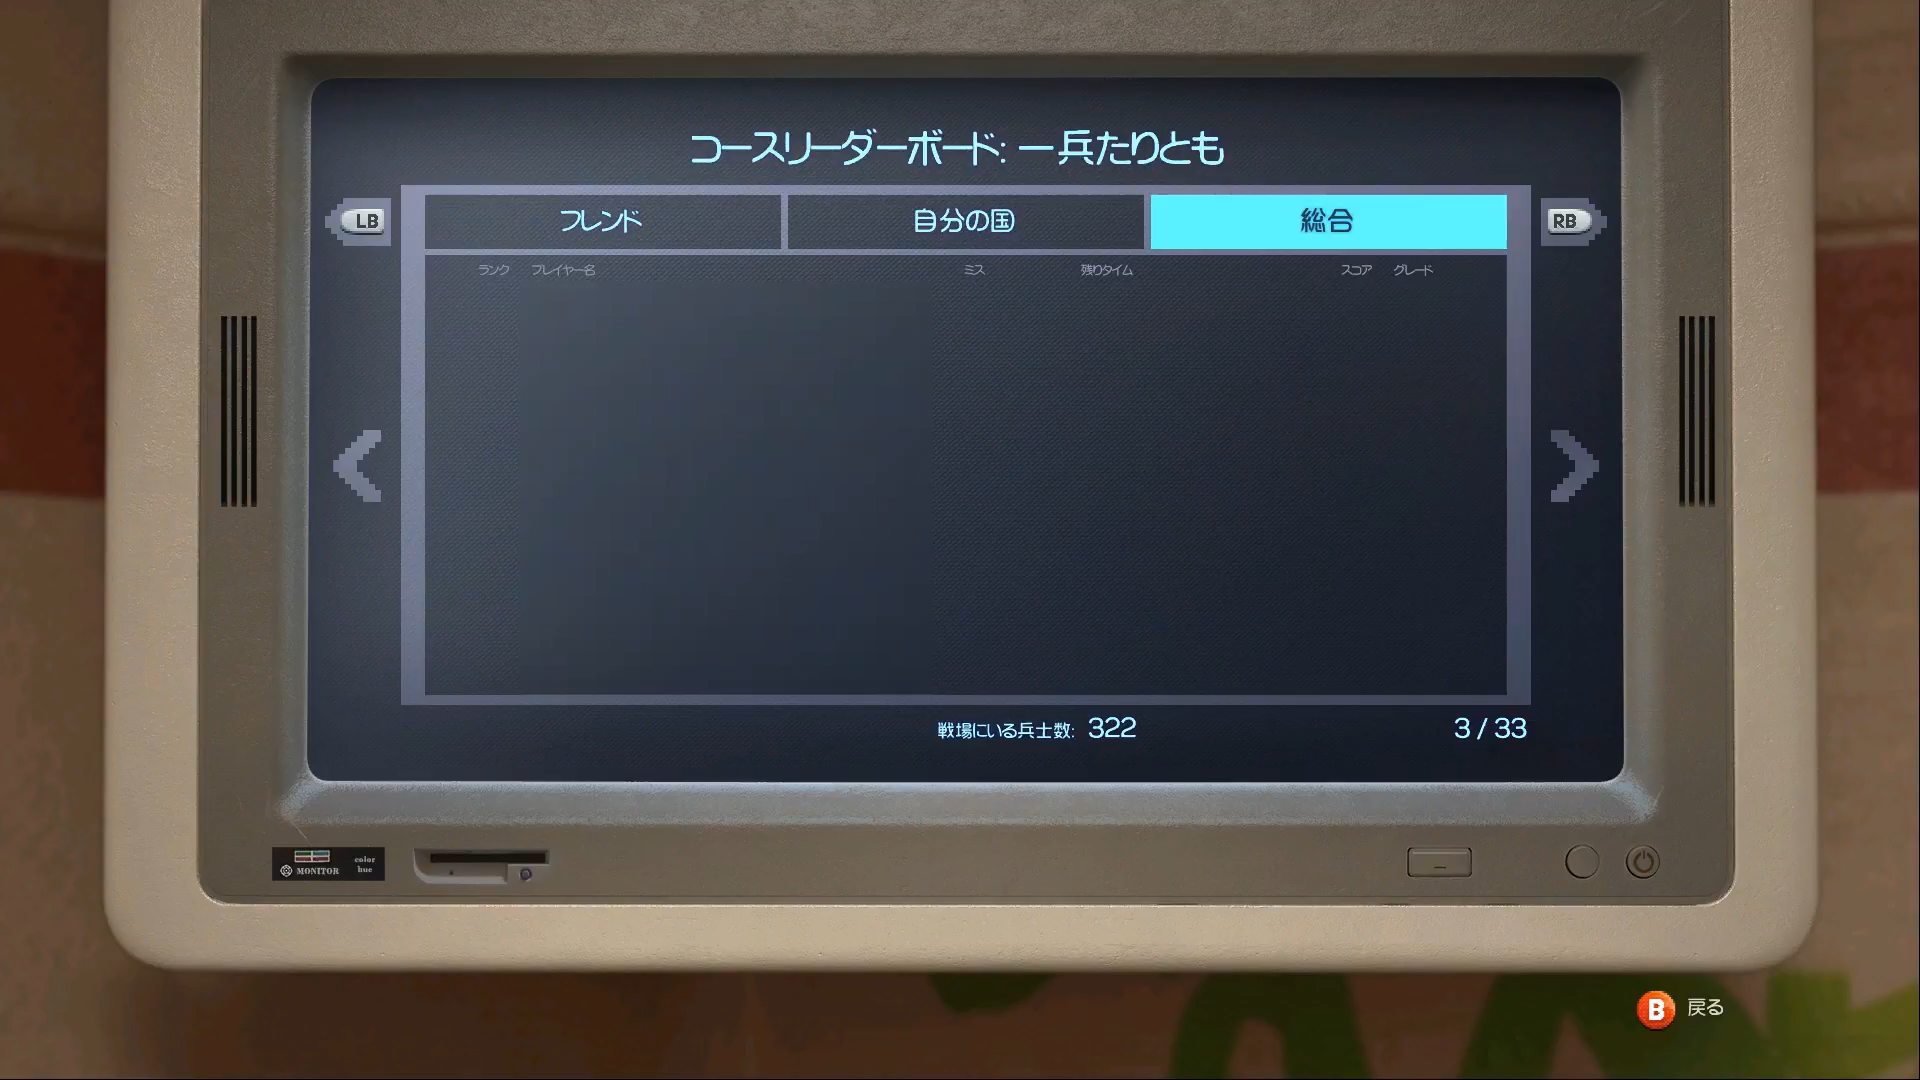 コースリーダーボード: 一兵たりとも
LB
フレンド
自分の国
総合
RB
ランク プレイヤー名 ミス 残りタイム スコア グレード
戦場にいる兵士数: 322
3 / 33
MONITOR
color
hue
B 戻る